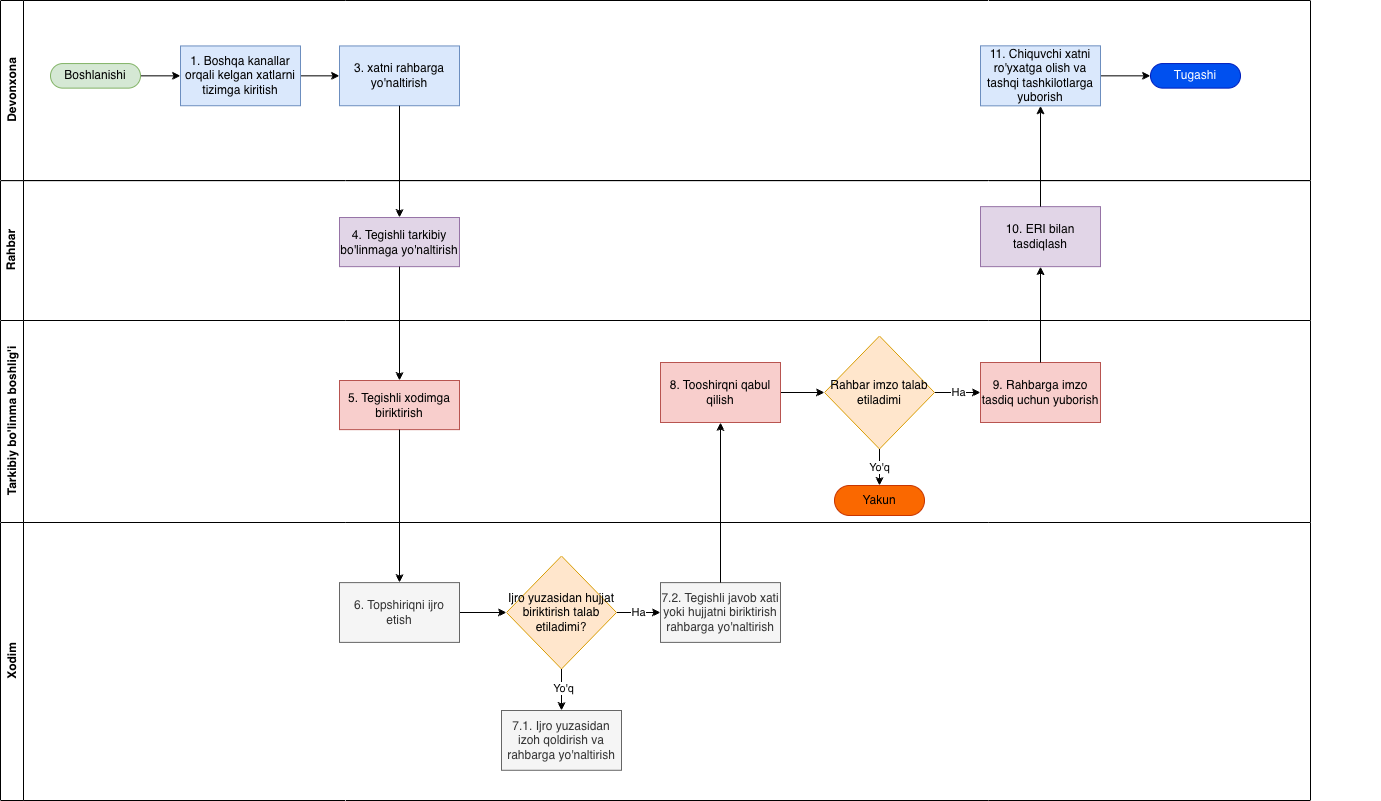 Devonxona
Boshlanishi
1. Boshqa kanallar
orqali kelgan xatlarni
tizimga kiritish
3. xatni rahbarga
yo'naltirish
11. Chiquvchi xatni
ro'yxatga olish va
tashqi tashkilotlarga
yuborish
Tugashi
Rahbar
4. Tegishli tarkibiy
bo'linmaga yo'naltirish
10. ERI bilan
tasdiqlash
Tarkibiy bo'linma boshlig'i
5. Tegishli xodimga
biriktirish
8. Tooshirqni qabul
qilish
Rahbar imzo talab
etiladimi
Ha
9. Rahbarga imzo
tasdiq uchun yuborish
Yo'q
Yakun
Xodim
6. Topshiriqni ijro
etish
Ijro yuzasidan hujjat
biriktirish talab
etiladimi?
Ha
7.2. Tegishli javob xati
yoki hujjatni biriktirish
rahbarga yo'naltirish
Yo'q
7.1. Ijro yuzasidan
izoh qoldirish va
rahbarga yo'naltirish